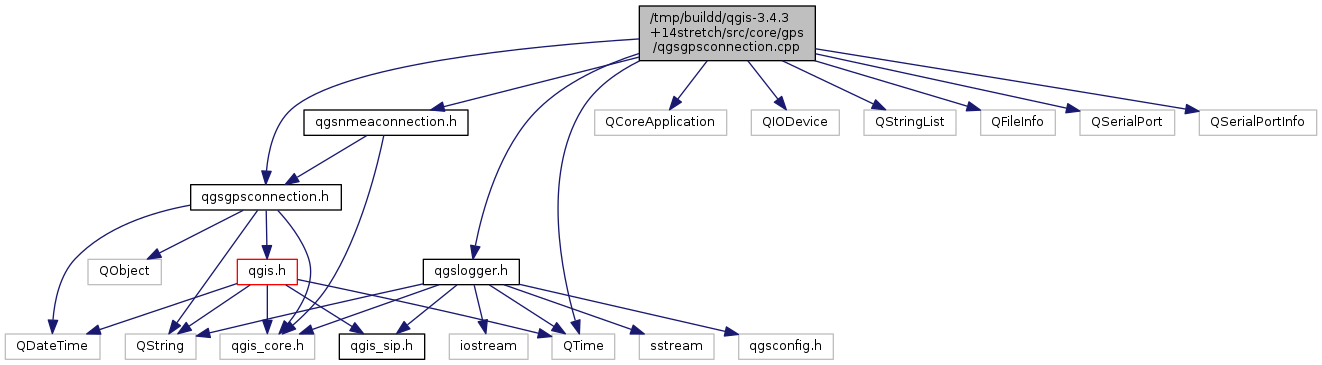 /tmp/buildd/qgis-3.4.3
+14stretch/src/core/gps
/qgsgpsconnection.cpp
qgsnmeaconnection.h
QCoreApplication
QIODevice
QStringList
QFileInfo
QSerialPort
QSerialPortInfo
qgsgpsconnection.h
QObject
qgis.h
qgslogger.h
QDateTime
QString
qgis_core.h
qgis_sip.h
iostream
QTime
sstream
qgsconfig.h